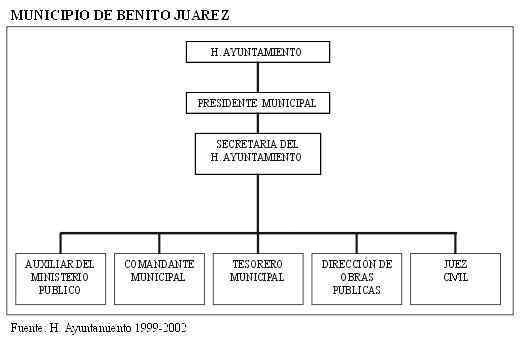 MUNICIPIO DE BENITO JUAREZ
H. AYUNTAMIENTO
PRESIDENTE MUNICIPAL
SECRETARIA DEL
H. AYUNTAMIENTO
AUXILIAR DEL
MINISTERIO
PUBLICO
COMANDANTE
MUNICIPAL
TESORERO
MUNICIPAL
DIRECCIÓN DE
OBRAS
PUBLICAS
JUEZ
CIVIL
Fuente: H. Ayuntamiento 1999-2002